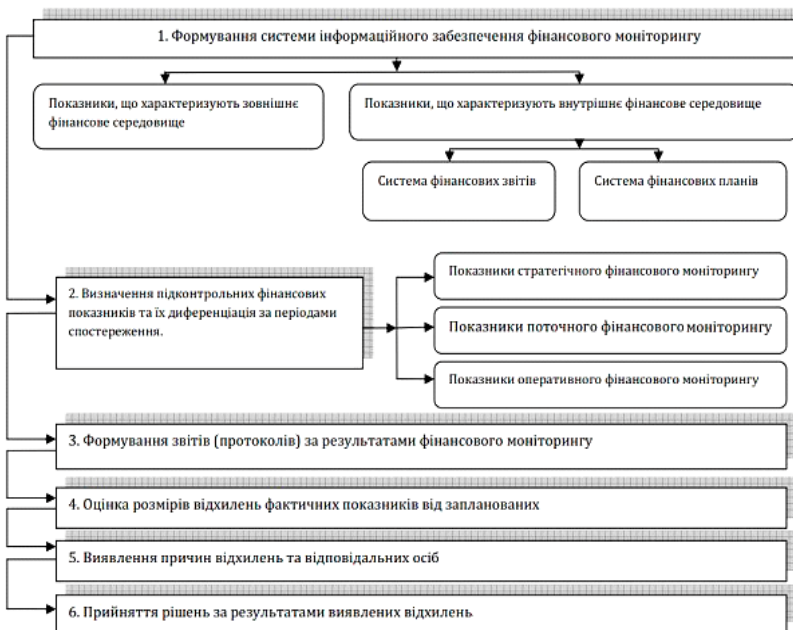 1. Формування системи інформаційного забезпечення фінансового моніторингу
Показники, що характеризують зовнішнє
фінансове середовище
Показники, що характеризують внутрішнє фінансове середовище
Система фінансових звітів
Система фінансових планів
2. Визначення підконтрольних фінансових
показників та їх диференціація за періодами
спостереження.
Показники стратегічного фінансового моніторингу
Показники поточного фінансового моніторингу
Показники оперативного фінансового моніторингу
3. Формування звітів (протоколів) за результатами фінансового моніторингу
4. Оцінка розмірів відхилень фактичних показників від запланованих
5. Виявлення причин відхилень та відповідальних осіб
6. Прийняття рішень за результатами виявлених відхилень